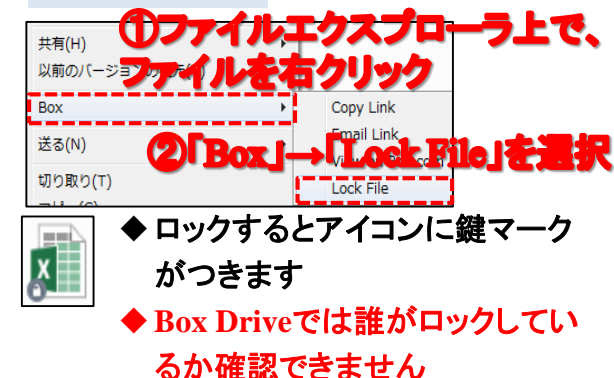 ①ファイルエクスプローラ上で、
ファイルを右クリック
共有(H)
以前のバージョンの
Box
送る(N)
切り取り(T)
Copy Link
Email Link
Lock File
②「Box」→「Lock File」を選択
◆ ロックするとアイコンに鍵マーク
がつきます
◆ Box Driveでは誰がロックしてい
るか確認できません